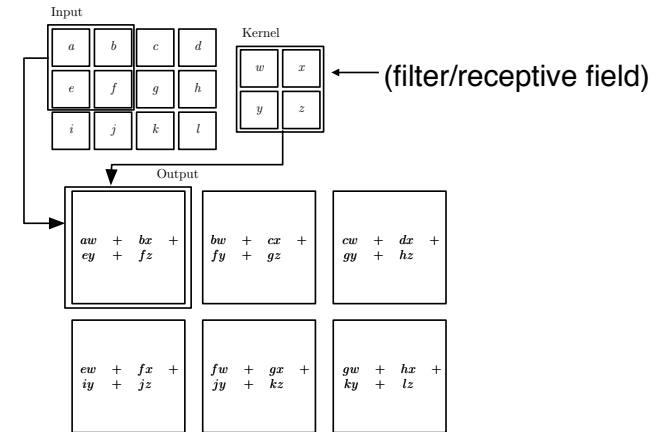 Input
Kernel
a b c d
w x
(filter/receptive field)
e f g h
y z
i j k l
Output
aw + bx +
ey + fz
bw + cx +
fy + gz
cw + dx +
gy + hz
ew + fx +
iy + jz
fw + gx +
jy + kz
gw + hx +
ky + lz